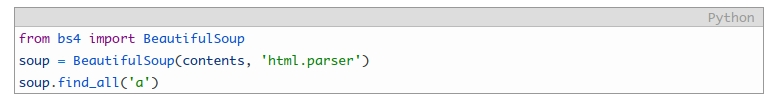 Python
from bs4 import BeautifulSoup
soup = BeautifulSoup(contents, 'html.parser')
soup.find_all('a')